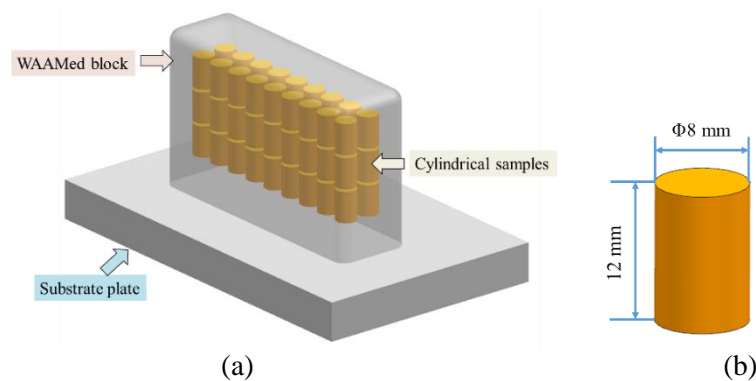 WAAMed block
Cylindrical samples
Substrate plate
(a)
Φ8 mm
12 mm
(b)